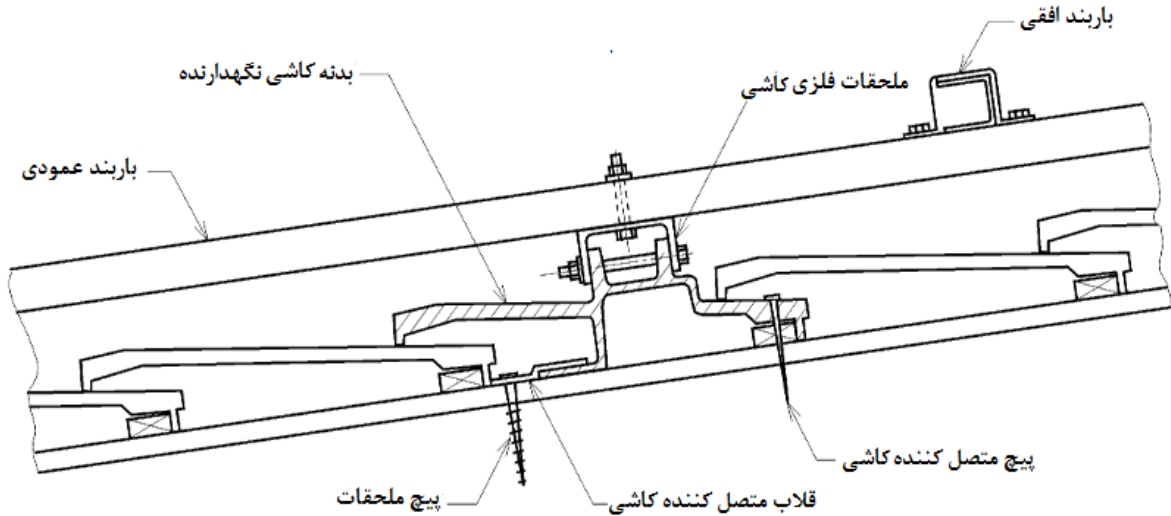 باربند افقی
بدنه کاشی نگهدارنده
ملحقات فلزی کاشی
باربند عمودی
پیچ متصل کننده کاشی
پیچ ملحقات
قلاب متصل کننده کاشی